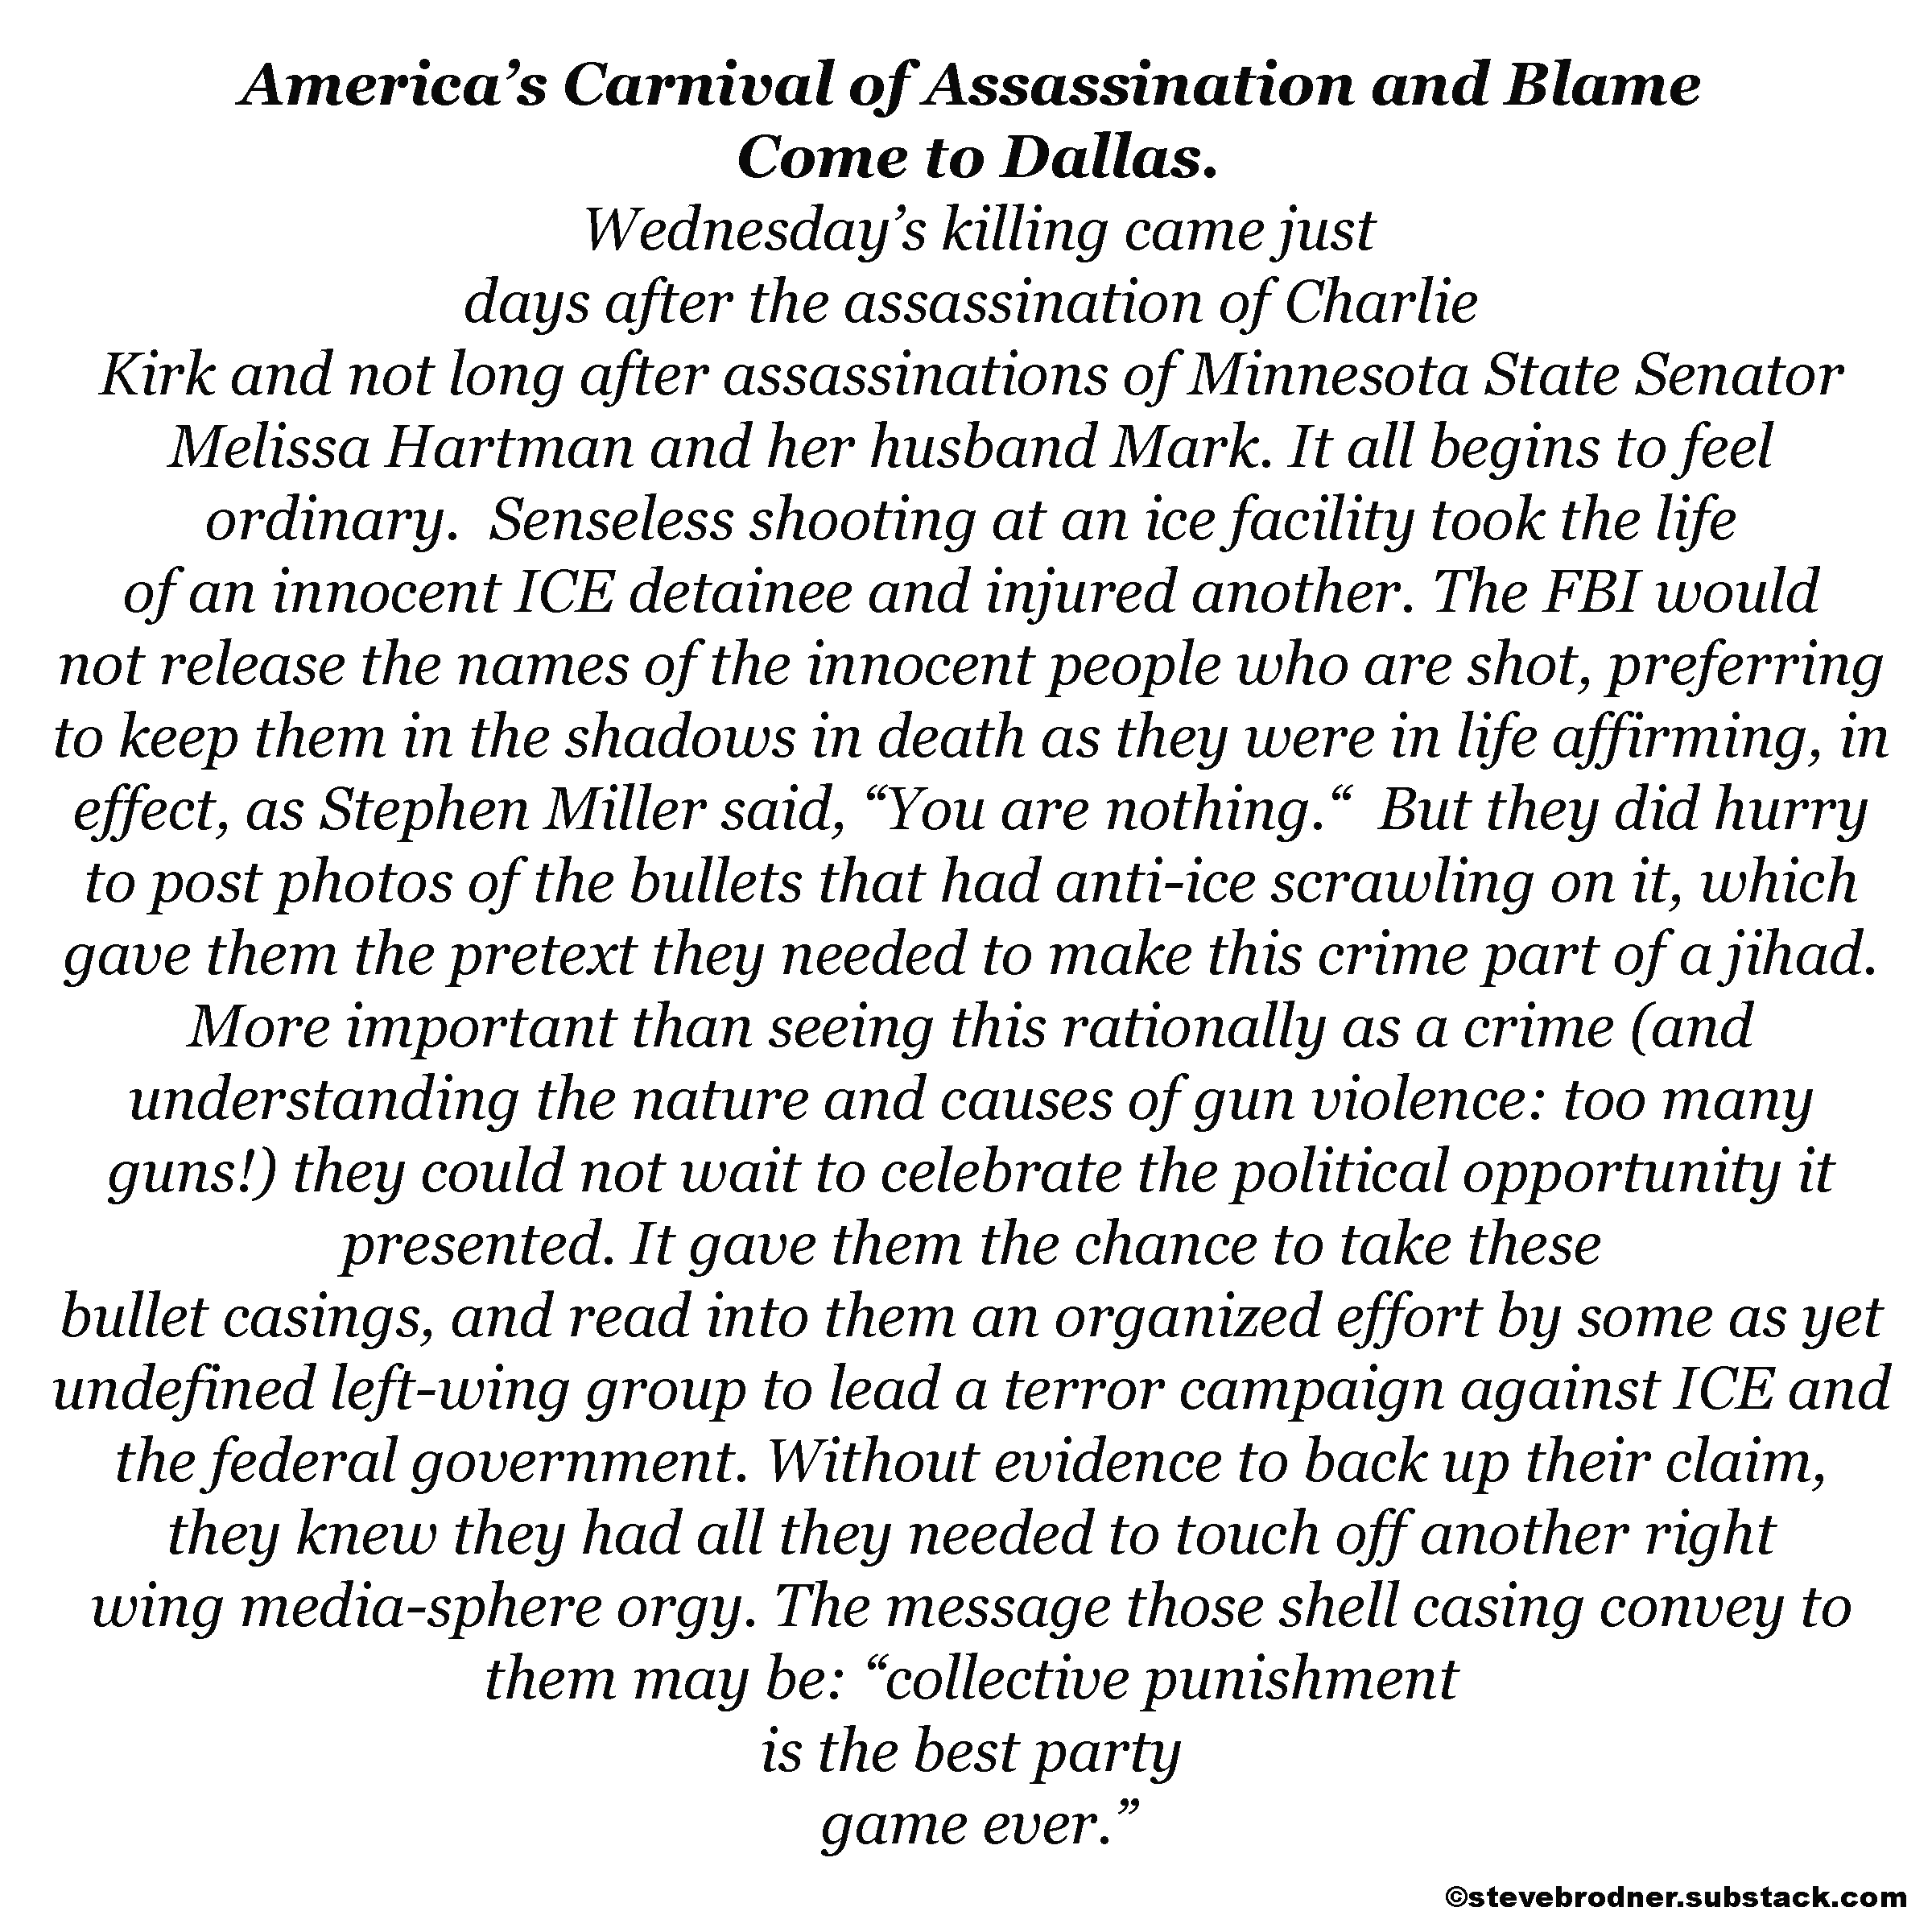 America’s Carnival of Assassination and Blame
Come to Dallas.
Wednesday’s killing came just
days after the assassination of Charlie
Kirk and not long after assassinations of Minnesota State Senator
Melissa Hartman and her husband Mark. It all begins to feel
ordinary.  Senseless shooting at an ice facility took the life
of an innocent ICE detainee and injured another. The FBI would
not release the names of the innocent people who are shot, preferring
to keep them in the shadows in death as they were in life affirming, in
effect, as Stephen Miller said, “You are nothing.“  But they did hurry
to post photos of the bullets that had anti-ice scrawling on it, which
gave them the pretext they needed to make this crime part of a jihad.
More important than seeing this rationally as a crime (and
understanding the nature and causes of gun violence: too many
guns!) they could not wait to celebrate the political opportunity it
presented. It gave them the chance to take these
bullet casings, and read into them an organized effort by some as yet
undefined left-wing group to lead a terror campaign against ICE and
the federal government. Without evidence to back up their claim,
they knew they had all they needed to touch off another right
wing media-sphere orgy. The message those shell casing convey to
them may be: “collective punishment
is the best party
game ever.”
©stevebrodner.substack.com